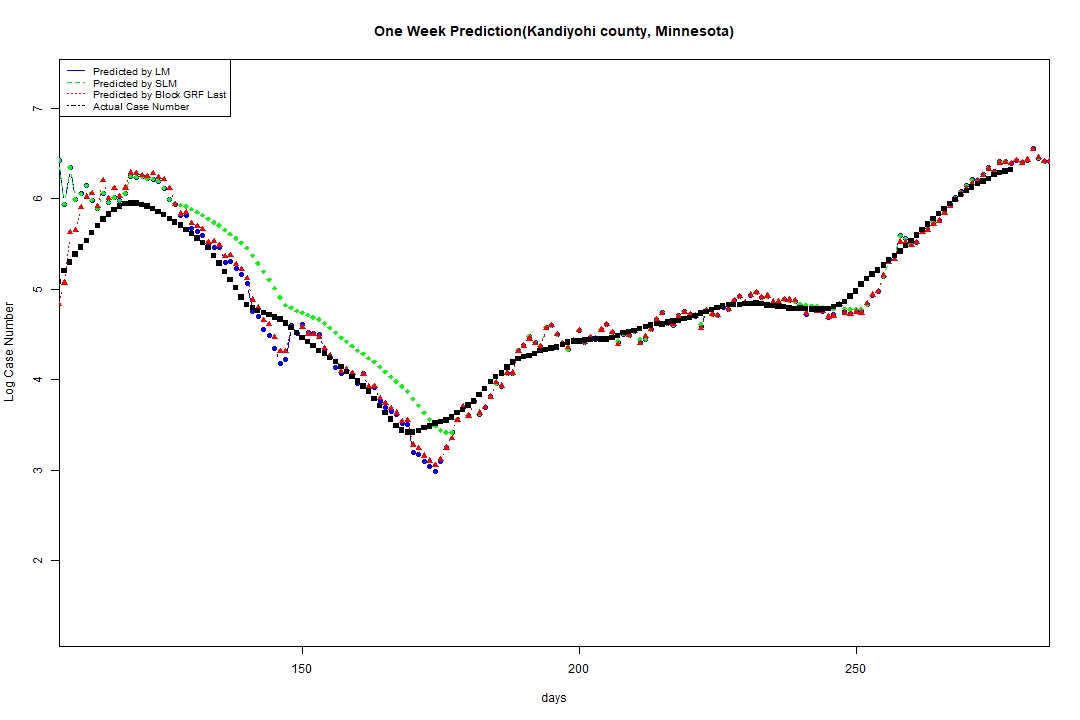 One Week Prediction(Kandiyohi county, Minnesota)
Predicted by LM
Predicted by SLM
Predicted by Block GRF Last
Actual Case Number
7
6
5
4
3
2
Log Case Number
150
200
250
days